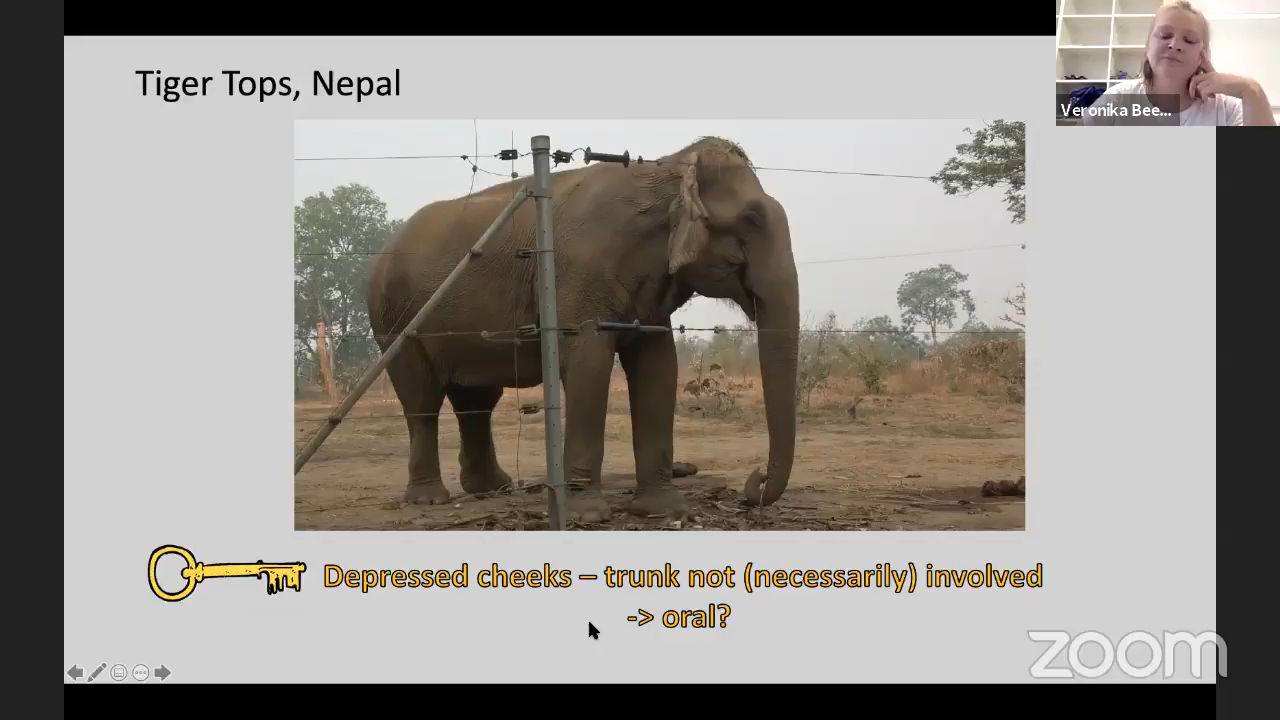 Tiger Tops, Nepal
Veronika Bee...
Depressed cheeks – trunk not (necessarily) involved
-> oral?
zoom